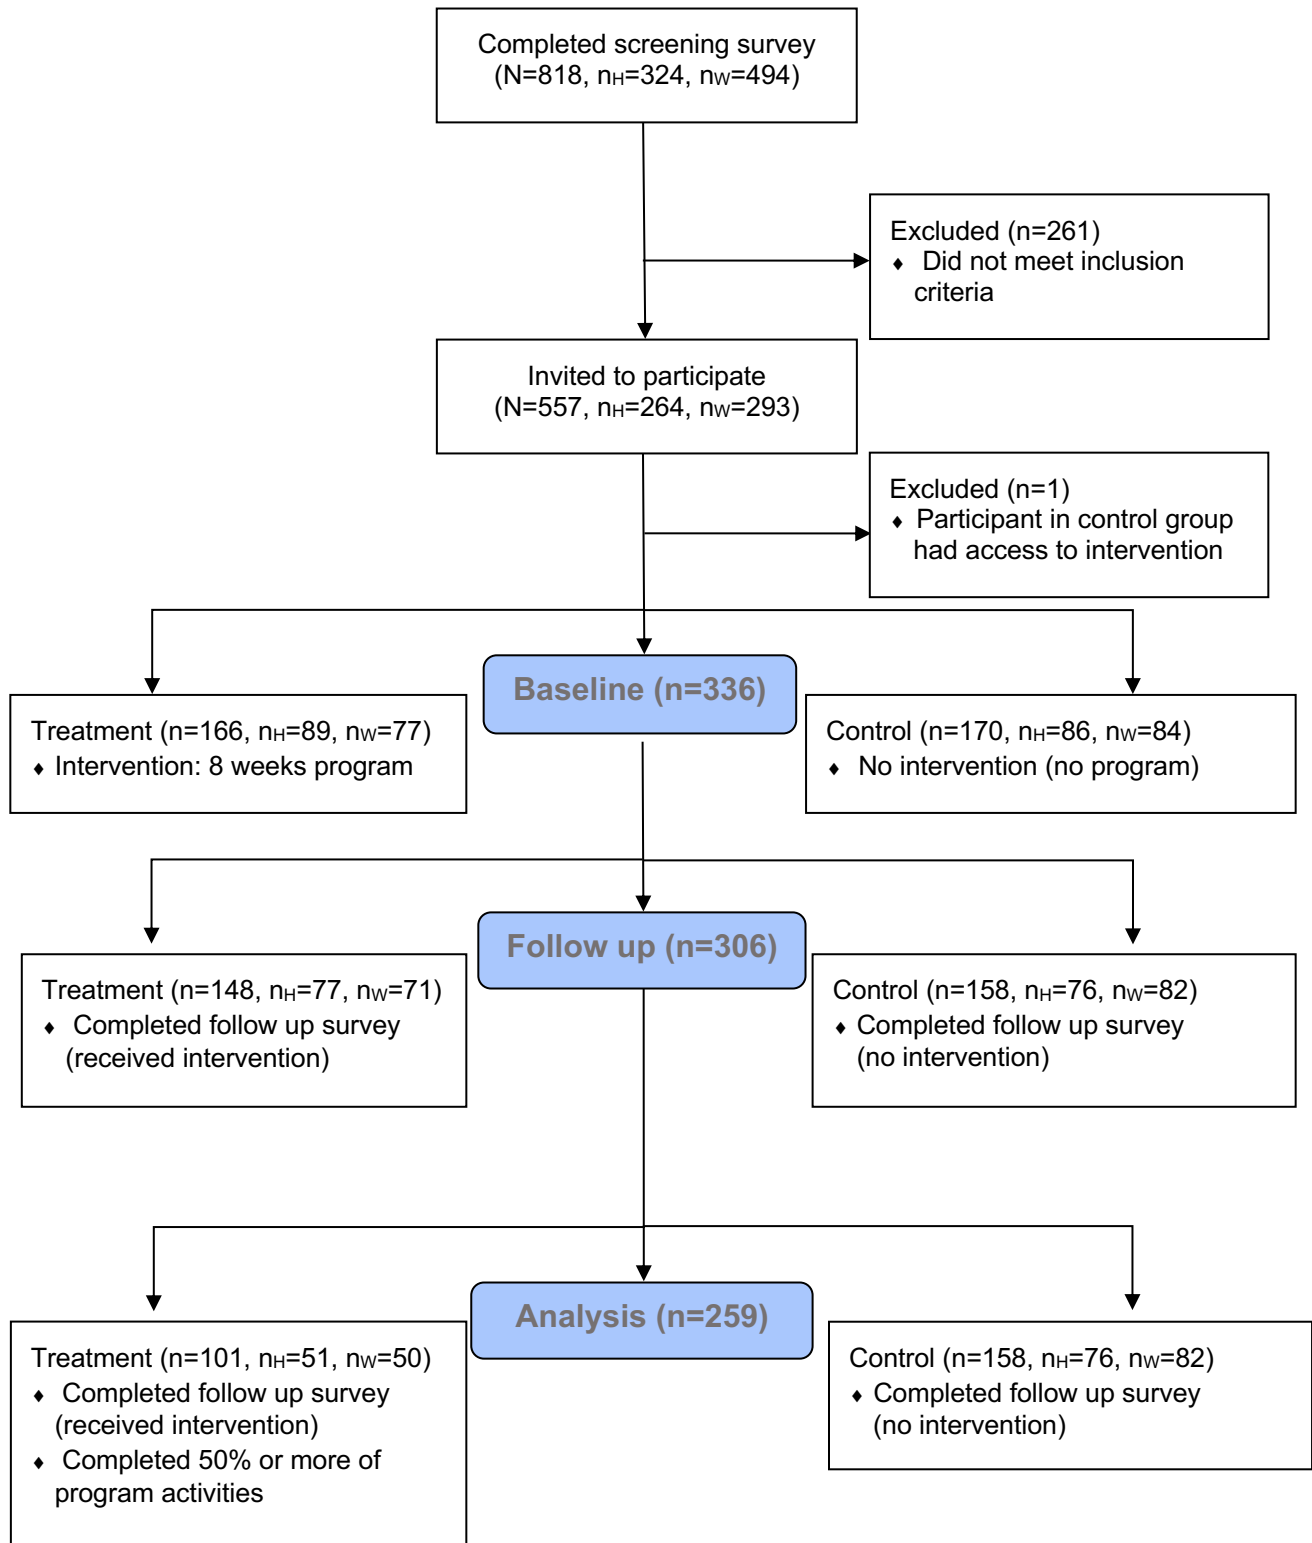 Completed screening survey
(N=818, nH=324, nW=494)
Excluded (n=261)
♦ Did not meet inclusion
criteria
Invited to participate
(N=557, nH=264, nW=293)
Excluded (n=1)
♦ Participant in control group
had access to intervention
Baseline (n=336)
Treatment (n=166, nH=89, nW=77)
♦ Intervention: 8 weeks program
Control (n=170, nH=86, nW=84)
♦ No intervention (no program)
Follow up (n=306)
Treatment (n=148, nH=77, nW=71)
♦ Completed follow up survey
(received intervention)
Control (n=158, nH=76, nW=82)
♦ Completed follow up survey
(no intervention)
Analysis (n=259)
Treatment (n=101, nH=51, nW=50)
♦ Completed follow up survey
(received intervention)
♦ Completed 50% or more of
program activities
Control (n=158, nH=76, nW=82)
♦ Completed follow up survey
(no intervention)